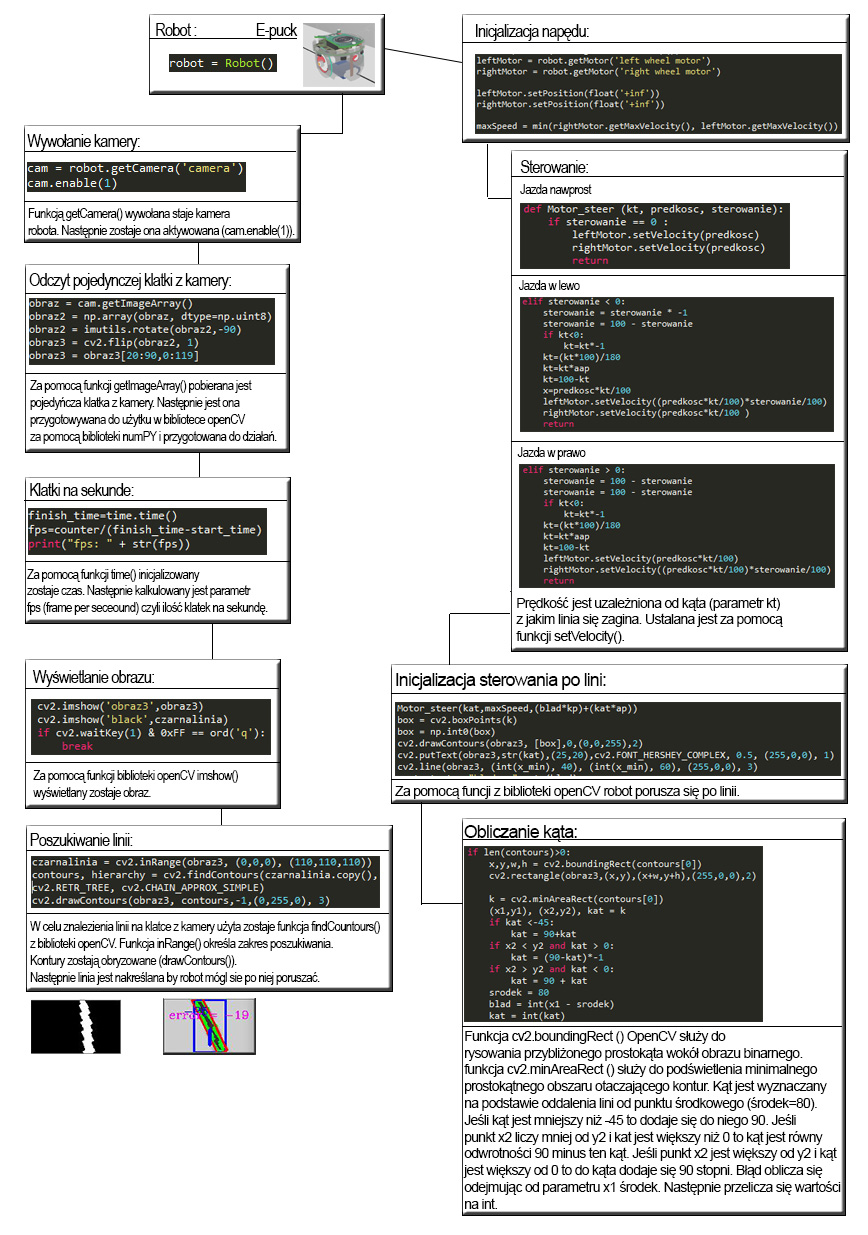 Robot :
E-puck
robot = Robot()
Inicjalizacja napędu:
leftMotor = robot.getMotor('left wheel motor')
rightMotor = robot.getMotor('right wheel motor')
leftMotor.setPosition(float('+inf'))
rightMotor.setPosition(float('+inf'))
maxSpeed = min(rightMotor.getMaxVelocity(), leftMotor.getMaxVelocity())
Wywołanie kamery:
cam = robot.getCamera('camera')
cam.enable(1)
Funkcją getCamera() wywołana staje kamera
robota. Następnie zostaje ona aktywowana (cam.enable(1)).
Sterowanie:
Jazda nawprost
def Motor_steer (kt, predkosc, sterowanie):
if sterowanie == 0 :
leftMotor.setVelocity(predkosc)
rightMotor.setVelocity(predkosc)
return
Jazda w lewo
elif sterowanie < 0:
sterowanie = sterowanie * -1
sterowanie = 100 - sterowanie
if kt<0:
kt=kt*-1
kt=(kt*100)/180
kt=kt*aap
kt=100-kt
x=predkosc*kt/100
leftMotor.setVelocity((predkosc*kt/100)*sterowanie/100)
rightMotor.setVelocity(predkosc*kt/100 )
return
Jazda w prawo
elif sterowanie > 0:
sterowanie = 100 - sterowanie
sterowanie = 100 - sterowanie
if kt<0:
kt=kt*-1
kt=(kt*100)/180
kt=kt*aap
kt=100-kt
leftMotor.setVelocity(predkosc*kt/100)
rightMotor.setVelocity((predkosc*kt/100)*sterowanie/100)
return
Prędkość jest uzależniona od kąta (parametr kt)
z jakim linia się zagina. Ustalana jest za pomocą
funkcji setVelocity().
Odczyt pojedynczej klatki z kamery:
obraz = cam.getImageArray()
obraz2 = np.array(obraz, dtype=np.uint8)
obraz2 = imutils.rotate(obraz2,-90)
obraz3 = cv2.flip(obraz2, 1)
obraz3 = obraz3[20:90,0:119]
Za pomocą funkcji getImageArray() pobierana jest
pojedyńcza klatka z kamery. Następnie jest ona
przygotowywana do użytku w bibliotece openCV
za pomocą biblioteki numPY i przygotowana do działań.
Klatki na sekunde:
finish_time=time.time()
fps=counter/(finish_time-start_time)
print("fps: " + str(fps))
Za pomocą funkcji time() inicjalizowany
zostaje czas. Następnie kalkulowany jest parametr
fps (frame per seceound) czyli ilość klatek na sekundę.
Wyświetlanie obrazu:
cv2.imshow('obraz3',obraz3)
cv2.imshow('black',czarnalinia)
if cv2.waitKey(1) & 0xFF == ord('q'):
break
Za pomocą funkcji biblioteki openCV imshow()
wyświetlany zostaje obraz.
Inicjalizacja sterowania po lini:
Motor_steer(kat,maxSpeed,(blad*kp)+(kat*ap))
box = cv2.boxPoints(k)
box = np.int0(box)
cv2.drawContours(obraz3, [box],0,(0,0,255),2)
cv2.putText(obraz3,str(kat),(25,20),cv2.FONT_HERSHEY_COMPLEX, 0.5, (255,0,0), 1)
cv2.line(obraz3, (int(x_min), 40), (int(x_min), 60), (255,0,0), 3)
Za pomocą funcji z biblioteki openCV robot porusza się po linii.
Poszukiwanie linii:
czarnalinia = cv2.inRange(obraz3, (0,0,0), (110,110,110))
contours, hierarchy = cv2.findContours(czarnalinia.copy(),
cv2.RETR_TREE, cv2.CHAIN_APPROX_SIMPLE)
cv2.drawContours(obraz3, contours,-1,(0,255,0), 3)
W celu znalezienia linii na klatce z kamery użyta zostaje funkcja findCountours()
z biblioteki openCV. Funkcja inRange() określa zakres poszukiwania.
Kontury zostają obryzowane (drawContours()).
Następnie linia jest nakreślana by robot mógl sie po niej poruszać.
error = -19
Obliczanie kąta:
if len(contours)>0:
x,y,w,h = cv2.boundingRect(contours[0])
cv2.rectangle(obraz3,(x,y),(x+w,y+h),(255,0,0),2)
k = cv2.minAreaRect(contours[0])
(x1,y1), (x2,y2), kat = k
if kat <-45:
kat = 90+kat
if x2 < y2 and kat > 0:
kat = (90-kat)*-1
if x2 > y2 and kat < 0:
kat = 90 + kat
srodek = 80
blad = int(x1 - srodek)
kat = int(kat)
Funkcja cv2.boundingRect () OpenCV służy do
rysowania przybliżonego prostokąta wokół obrazu binarnego.
funkcja cv2.minAreaRect () służy do podświetlenia minimalnego
prostokątnego obszaru otaczającego kontur. Kąt jest wyznaczany
na podstawie oddalenia lini od punktu środkowego (środek=80).
Jeśli kąt jest mniejszy niż -45 to dodaje się do niego 90. Jeśli
punkt x2 liczy mniej od y2 i kat jest większy niż 0 to kąt jest równy
odwrotności 90 minus ten kąt. Jeśli punkt x2 jest większy od y2 i kąt
jest większy od 0 to do kąta dodaje się 90 stopni. Błąd oblicza się
odejmując od parametru x1 środek. Następnie przelicza się wartości
na int.